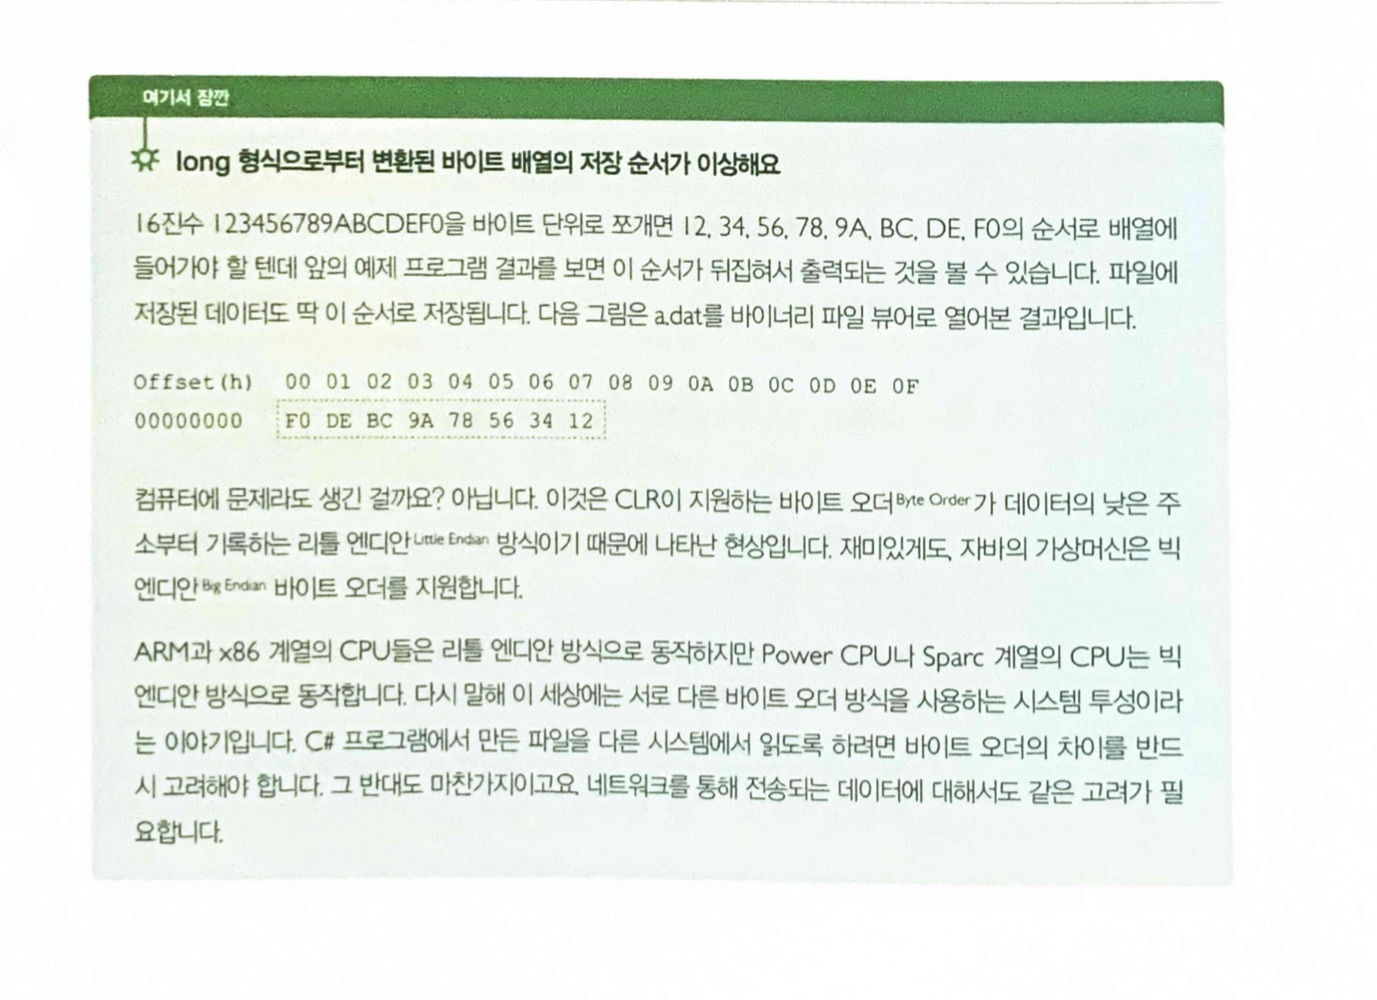 여기서 잠깐
long 형식으로부터 변환된 바이트 배열의 저장 순서가 이상해요
16진수 123456789ABCDEF0을 바이트 단위로 쪼개면 12, 34, 56, 78, 9A, BC, DE, F0의 순서로 배열에
들어가야 할 텐데 앞의 예제 프로그램 결과를 보면 이 순서가 뒤집혀서 출력되는 것을 볼 수 있습니다. 파일에
저장된 데이터도 딱 이 순서로 저장됩니다. 다음 그림은 a.dat를 바이너리 파일 뷰어로 열어본 결과입니다.
Offset(h) 00 01 02 03 04 05 06 07 08 09 0A 0B 0C 0D 0E 0F
00000000 F0 DE BC 9A 78 56 34 12
컴퓨터에 문제라도 생긴 걸까요? 아닙니다. 이것은 CLR이 지원하는 바이트 오더Byte Order가 데이터의 낮은 주
소부터 기록하는 리틀 엔디안Little Endian 방식이기 때문에 나타난 현상입니다. 재미있게도, 자바의 가상머신은 빅
엔디안Big Endian 바이트 오더를 지원합니다.
ARM과 x86 계열의 CPU들은 리틀 엔디안 방식으로 동작하지만 Power CPU나 Sparc 계열의 CPU는 빅
엔디안 방식으로 동작합니다. 다시 말해 이 세상에는 서로 다른 바이트 오더 방식을 사용하는 시스템 투성이라
는 이야기입니다. C# 프로그램에서 만든 파일을 다른 시스템에서 읽도록 하려면 바이트 오더의 차이를 반드
시 고려해야 합니다. 그 반대도 마찬가지이고요. 네트워크를 통해 전송되는 데이터에 대해서도 같은 고려가 필
요합니다.